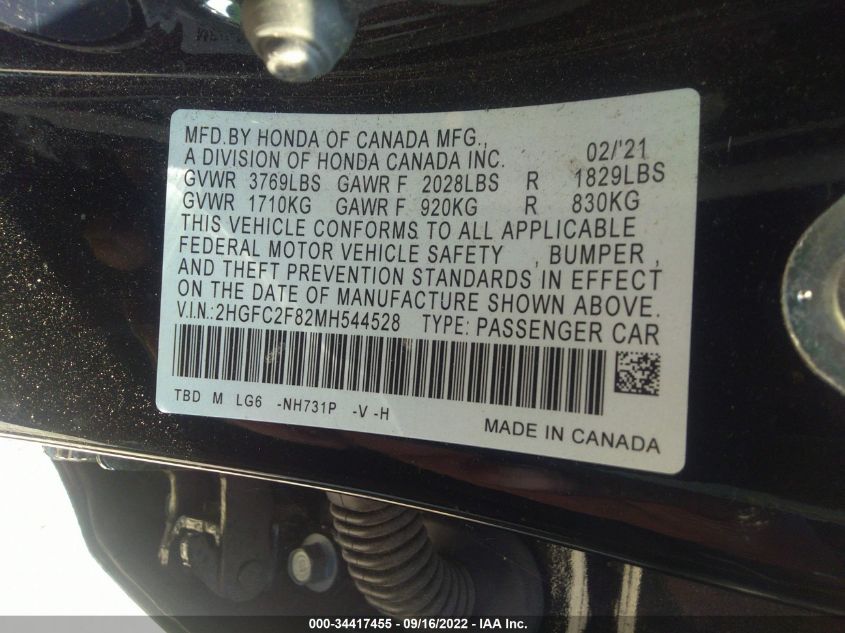 MFD.BY HONDA OF CANADA MFG.,
A DIVISION OF HONDA CANADA INC. 02/'21
GVWR 3769LBS GAWR F 2028LBS R 1829LBS
GVWR 1710KG GAWR F 920KG R 830KG
THIS VEHICLE CONFORMS TO ALL APPLICABLE
FEDERAL MOTOR VEHICLE SAFETY , BUMPER ,
AND THEFT PREVENTION STANDARDS IN EFFECT
ON THE DATE OF MANUFACTURE SHOWN ABOVE.
V.I.N.:2HGFC2F82MH544528 TYPE: PASSENGER CAR
TBD M LG6 -NH731P -V -H
MADE IN CANADA
000-34417455 - 09/16/2022 - IAA Inc.